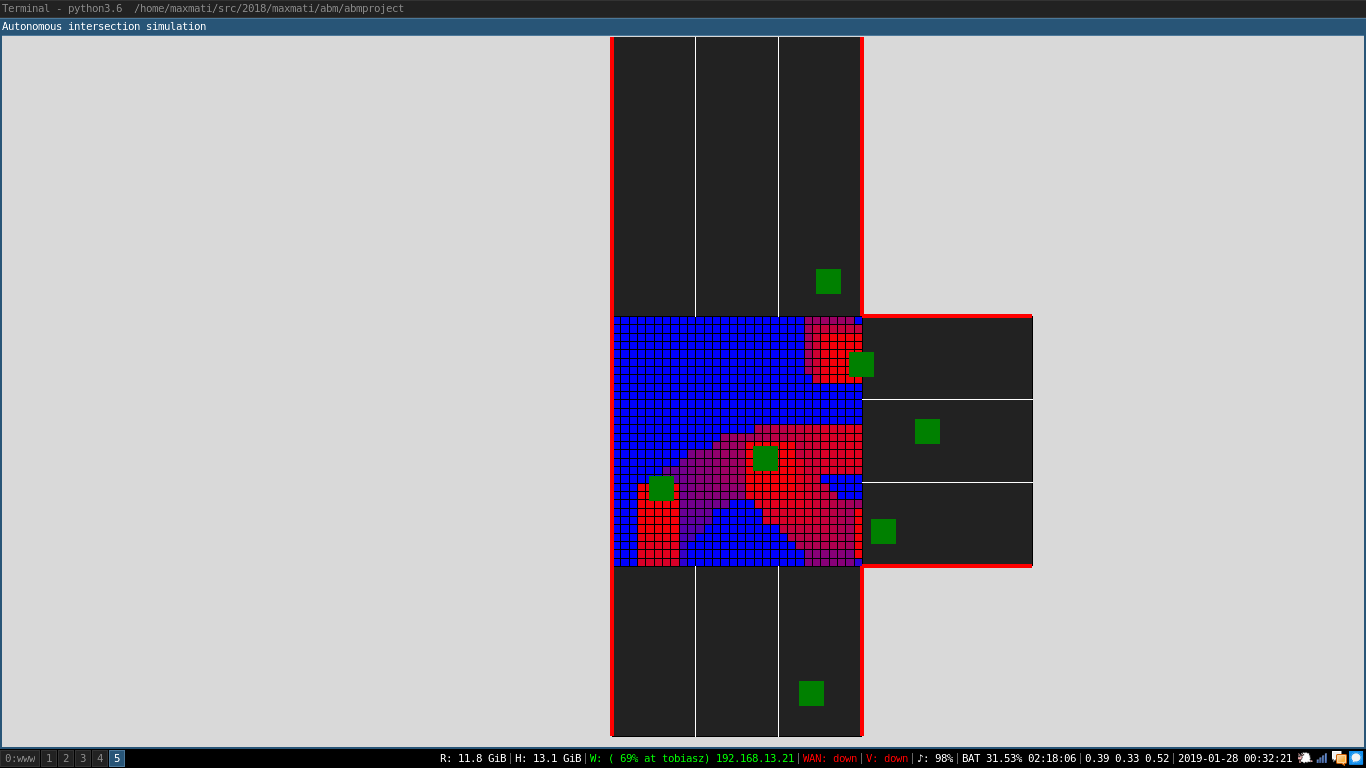 Terminal - python3.6  /home/maxmati/src/2018/maxmati/abm/abmproject
Autonomous intersection simulation
0:www 1 2 3 4 5 R: 11.8 GiB|H: 13.1 GiB|W: ( 69% at tobiasz) 192.168.13.21|WAN: down|V: down|♪: 98%|BAT 31.53% 02:18:06|0.39 0.33 0.52|2019-01-28 00:32:21